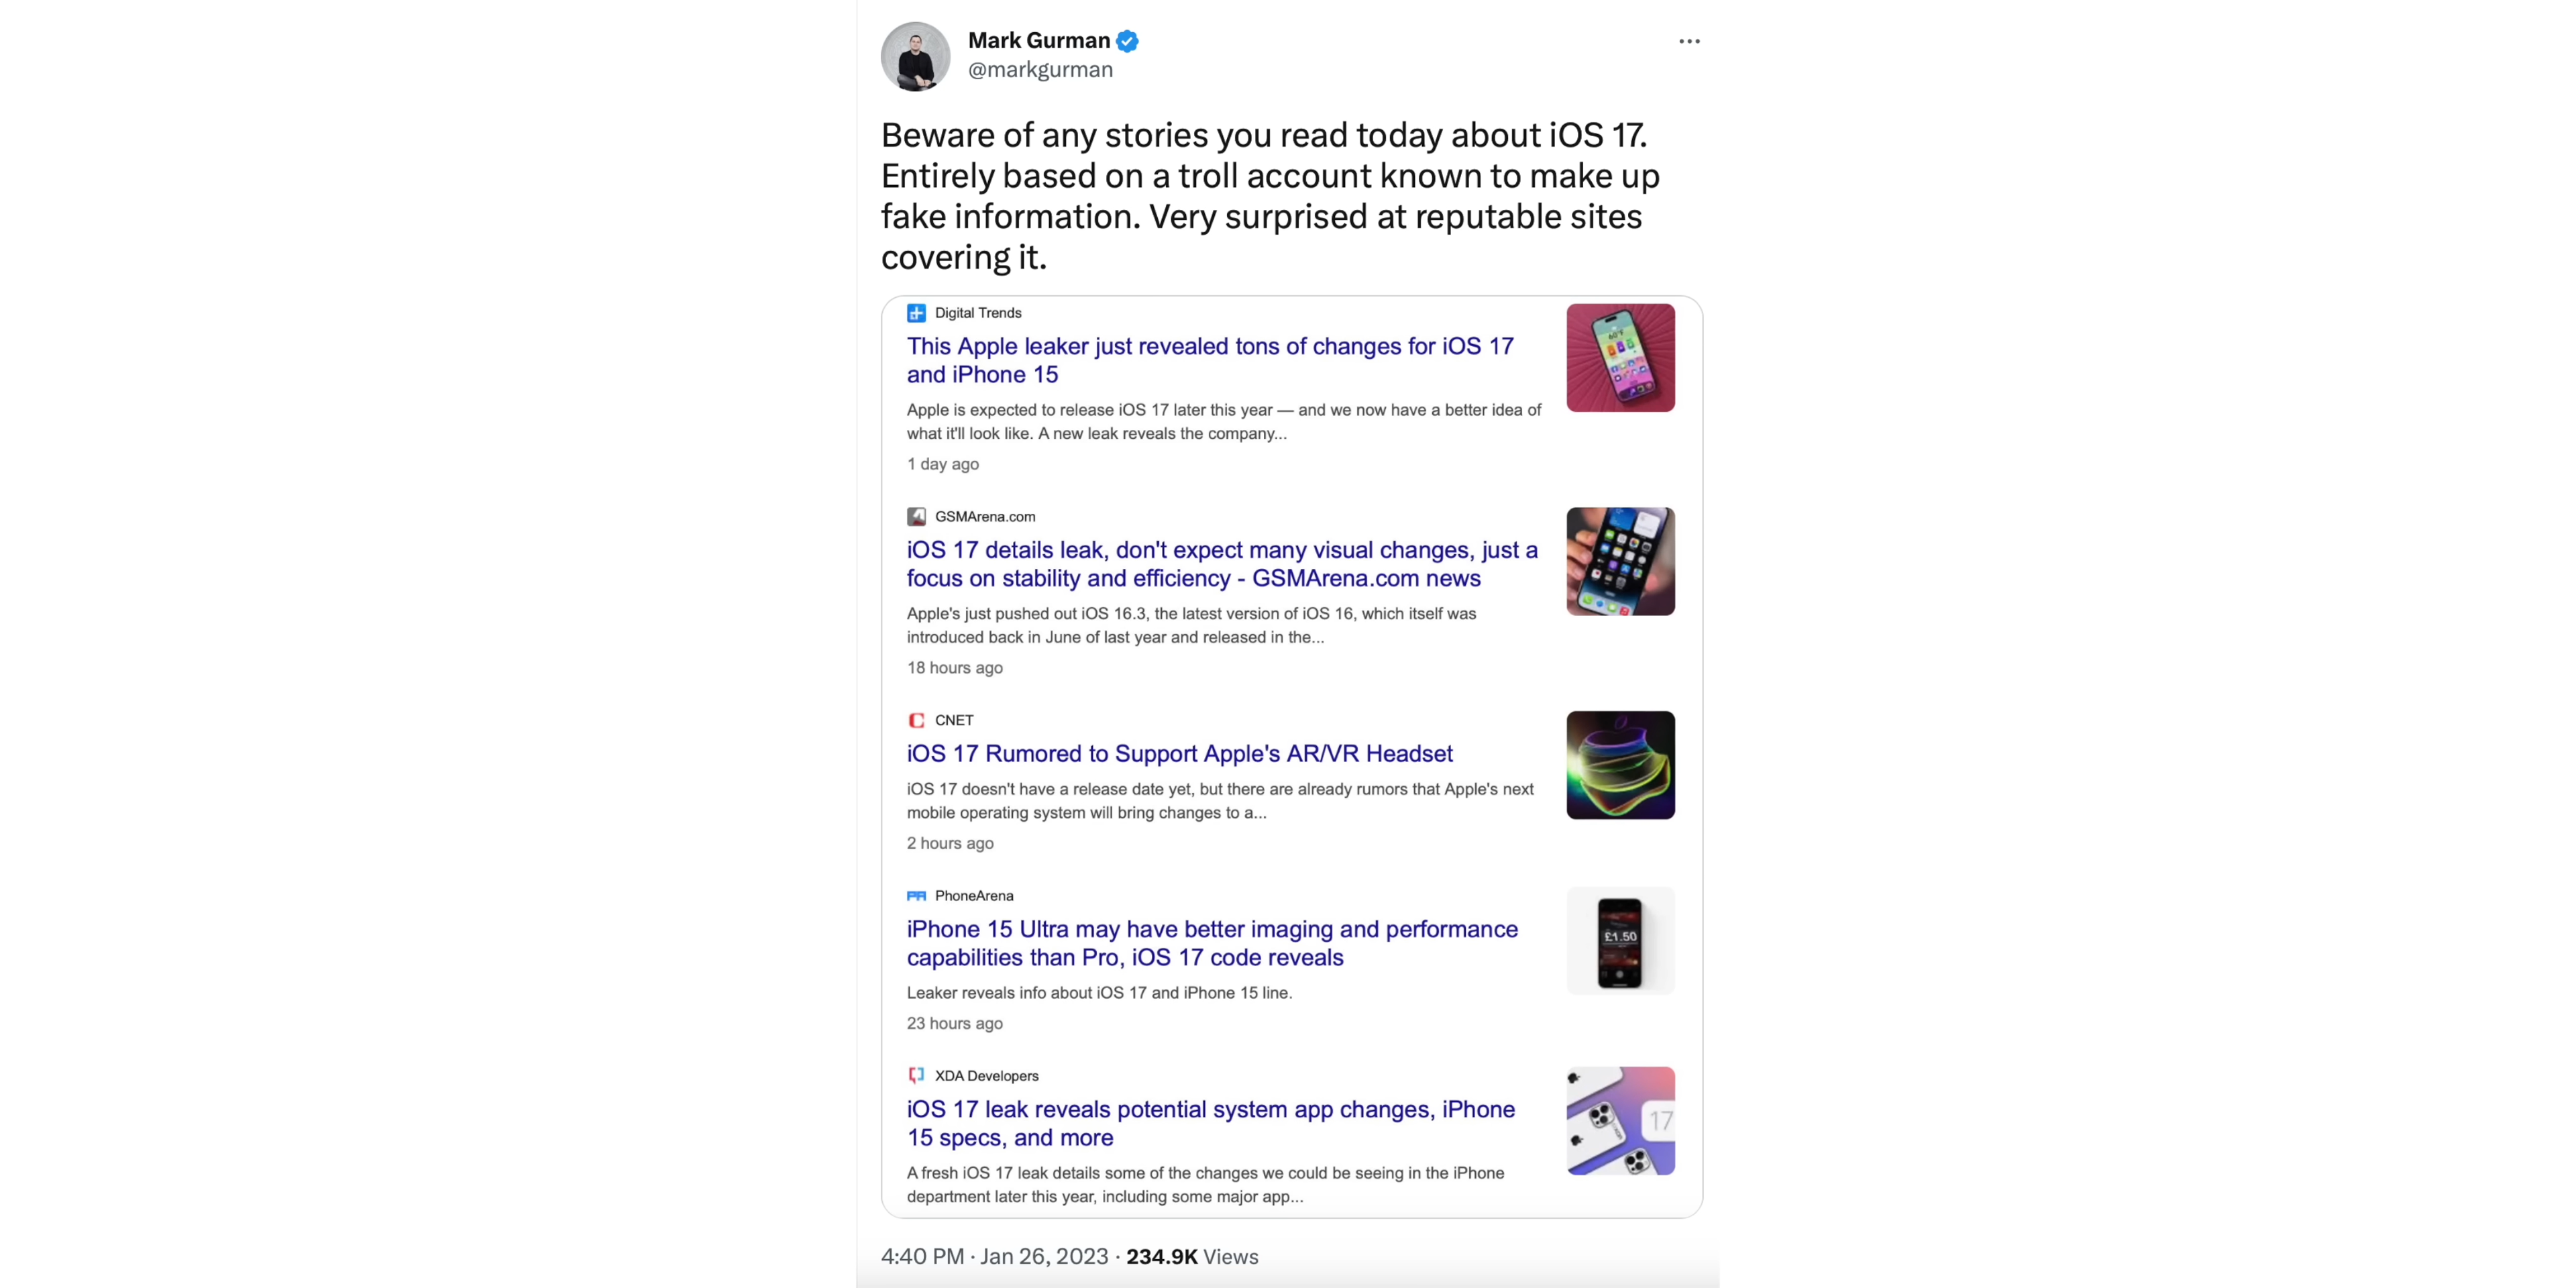 Mark Gurman
@markgurman
Beware of any stories you read today about iOS 17.
Entirely based on a troll account known to make up
fake information. Very surprised at reputable sites
covering it.
Digital Trends
This Apple leaker just revealed tons of changes for iOS 17
and iPhone 15
Apple is expected to release iOS 17 later this year — and we now have a better idea of
what it'll look like. A new leak reveals the company...
1 day ago
GSMArena.com
iOS 17 details leak, don't expect many visual changes, just a
focus on stability and efficiency - GSMArena.com news
Apple's just pushed out iOS 16.3, the latest version of iOS 16, which itself was
introduced back in June of last year and released in the...
18 hours ago
CNET
iOS 17 Rumored to Support Apple's AR/VR Headset
iOS 17 doesn't have a release date yet, but there are already rumors that Apple's next
mobile operating system will bring changes to a...
2 hours ago
PhoneArena
iPhone 15 Ultra may have better imaging and performance
capabilities than Pro, iOS 17 code reveals
£1.50
Leaker reveals info about iOS 17 and iPhone 15 line.
23 hours ago
XDA Developers
iOS 17 leak reveals potential system app changes, iPhone
15 specs, and more
17
A fresh iOS 17 leak details some of the changes we could be seeing in the iPhone
department later this year, including some major app...
4:40 PM · Jan 26, 2023 · 234.9K Views